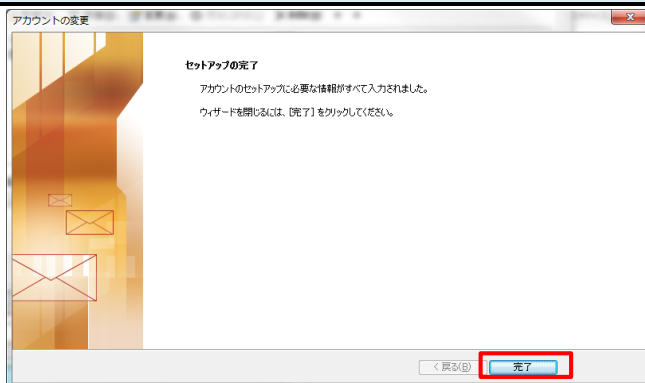 アカウントの変更
セットアップの完了
アカウントのセットアップに必要な情報がすべて入力されました。
ウィザードを閉じるには、[完了] をクリックしてください。
< 戻る(B)
完了